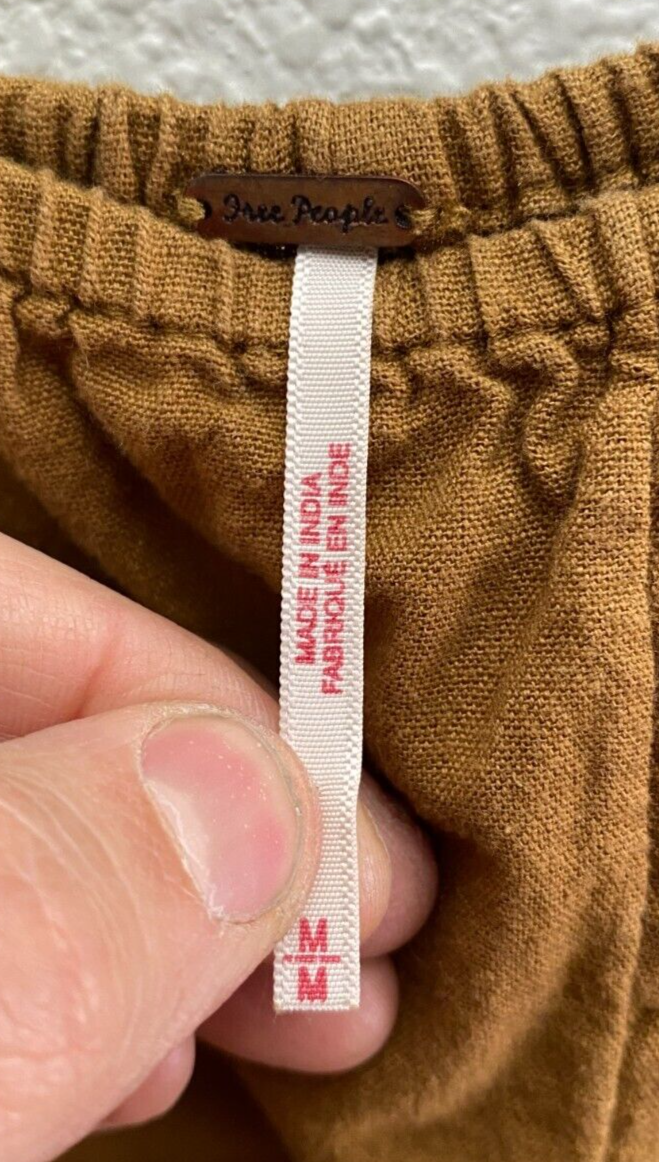 Free People
MADE IN INDIA
FABRIQUÉ EN INDE
M|M